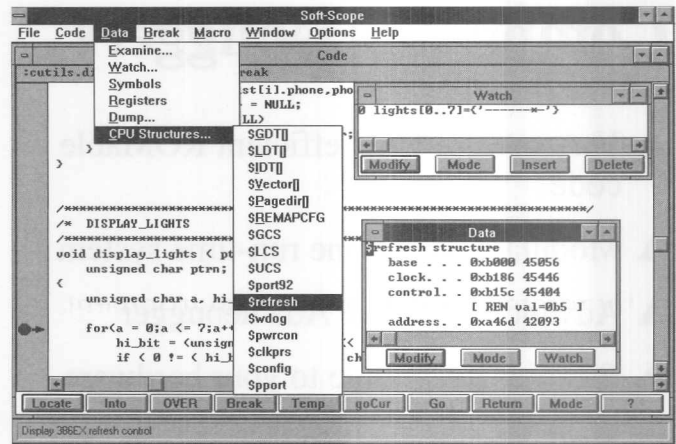 Soft-Scope
File Code Data Break Macro Window Options Help
Examine...
Watch...
Symbols
Registers
Dump...
CPU Structures...
$GDT[]
$LDT[]
$IDT[]
$Vector[]
$Pagedir[]
$REMAPCFG
$GCS
$LCS
$UCS
$port92
$refresh
$wdog
$pwrcon
$clkprs
$config
$pport
Code
:cutils.di reak
st[i].phone,pho
= NULL;
LL)
;
}
}
/*
/* DISPLAY_LIGHTS
/*
*/
void display_lights ( pt
unsigned char ptrn;
{
unsigned char a, hi_
for(a = 0;a <= 7;a++
hi_bit = (unsign <<
if ( 0 != ( hi_b ch
Watch
0 lights[0..7]={'------*-'}
Modify Mode Insert Delete
Data
$refresh structure
base . . . 0xb000 45056
clock. . . 0xb186 45446
control. . 0xb15c 45404
[ REN val=0b5 ]
address. . 0xa46d 42093
Modify Mode Watch
Locate Into OVER Break Temp goCur Go Return Mode ?
Display 386EX refresh control